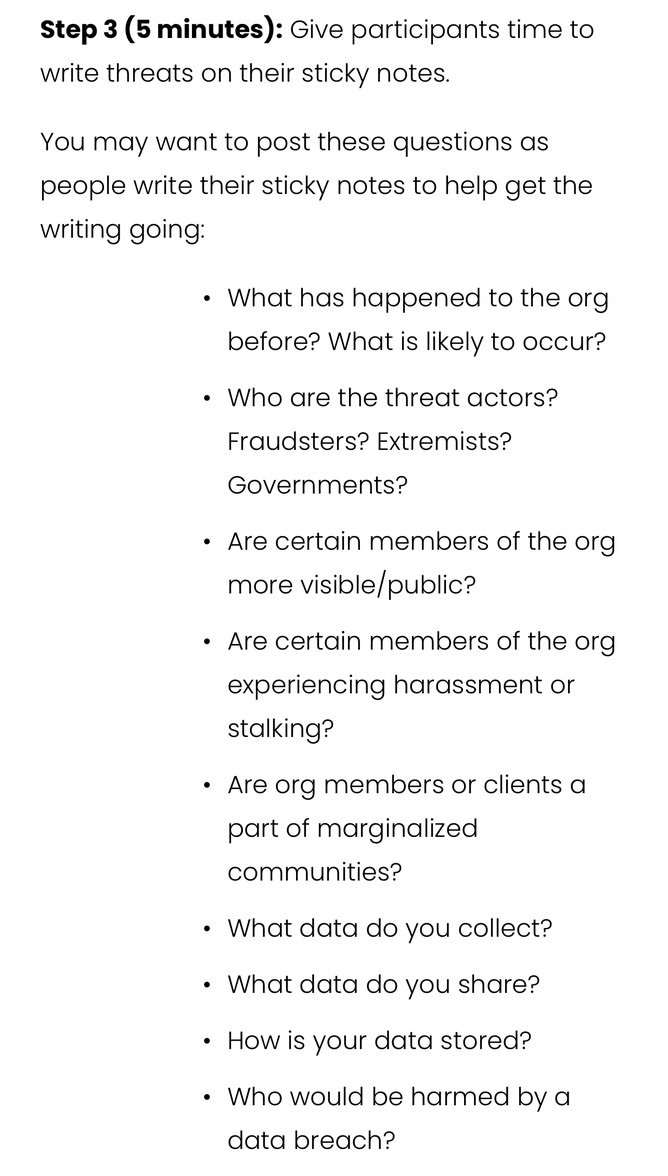 Step 3 (5 minutes): Give participants time to
write threats on their sticky notes.
You may want to post these questions as
people write their sticky notes to help get the
writing going:
• What has happened to the org
before? What is likely to occur?
• Who are the threat actors?
Fraudsters? Extremists?
Governments?
• Are certain members of the org
more visible/public?
• Are certain members of the org
experiencing harassment or
stalking?
• Are org members or clients a
part of marginalized
communities?
• What data do you collect?
• What data do you share?
• How is your data stored?
• Who would be harmed by a
data breach?